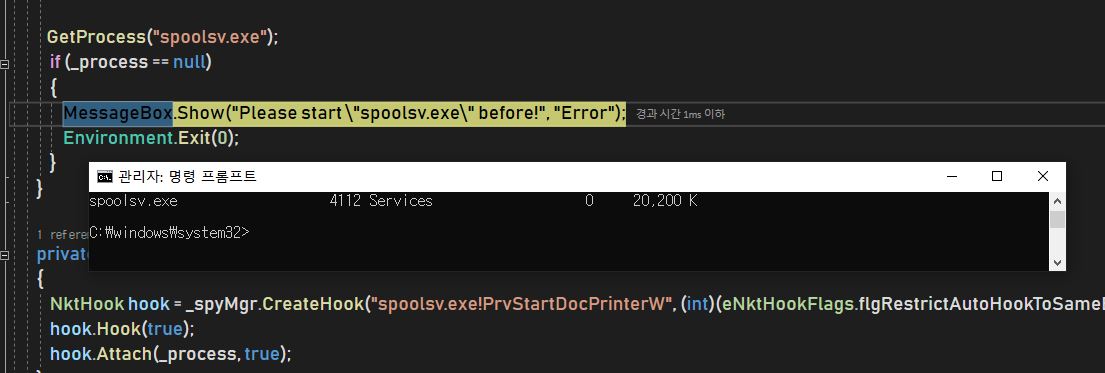 GetProcess("spoolsv.exe");
if (_process == null)
{
MessageBox.Show("Please start \"spoolsv.exe\" before!", "Error"); 경과 시간 1ms 이하
Environment.Exit(0);
}
}
관리자: 명령 프롬프트
spoolsv.exe 4112 Services 0 20,200 K
C:\windows\system32>
1 referen
private
{
NktHook hook = _spyMgr.CreateHook("spoolsv.exe!PrvStartDocPrinterW", (int)(eNktHookFlags.flgRestrictAutoHookToSame
hook.Hook(true);
hook.Attach(_process, true);